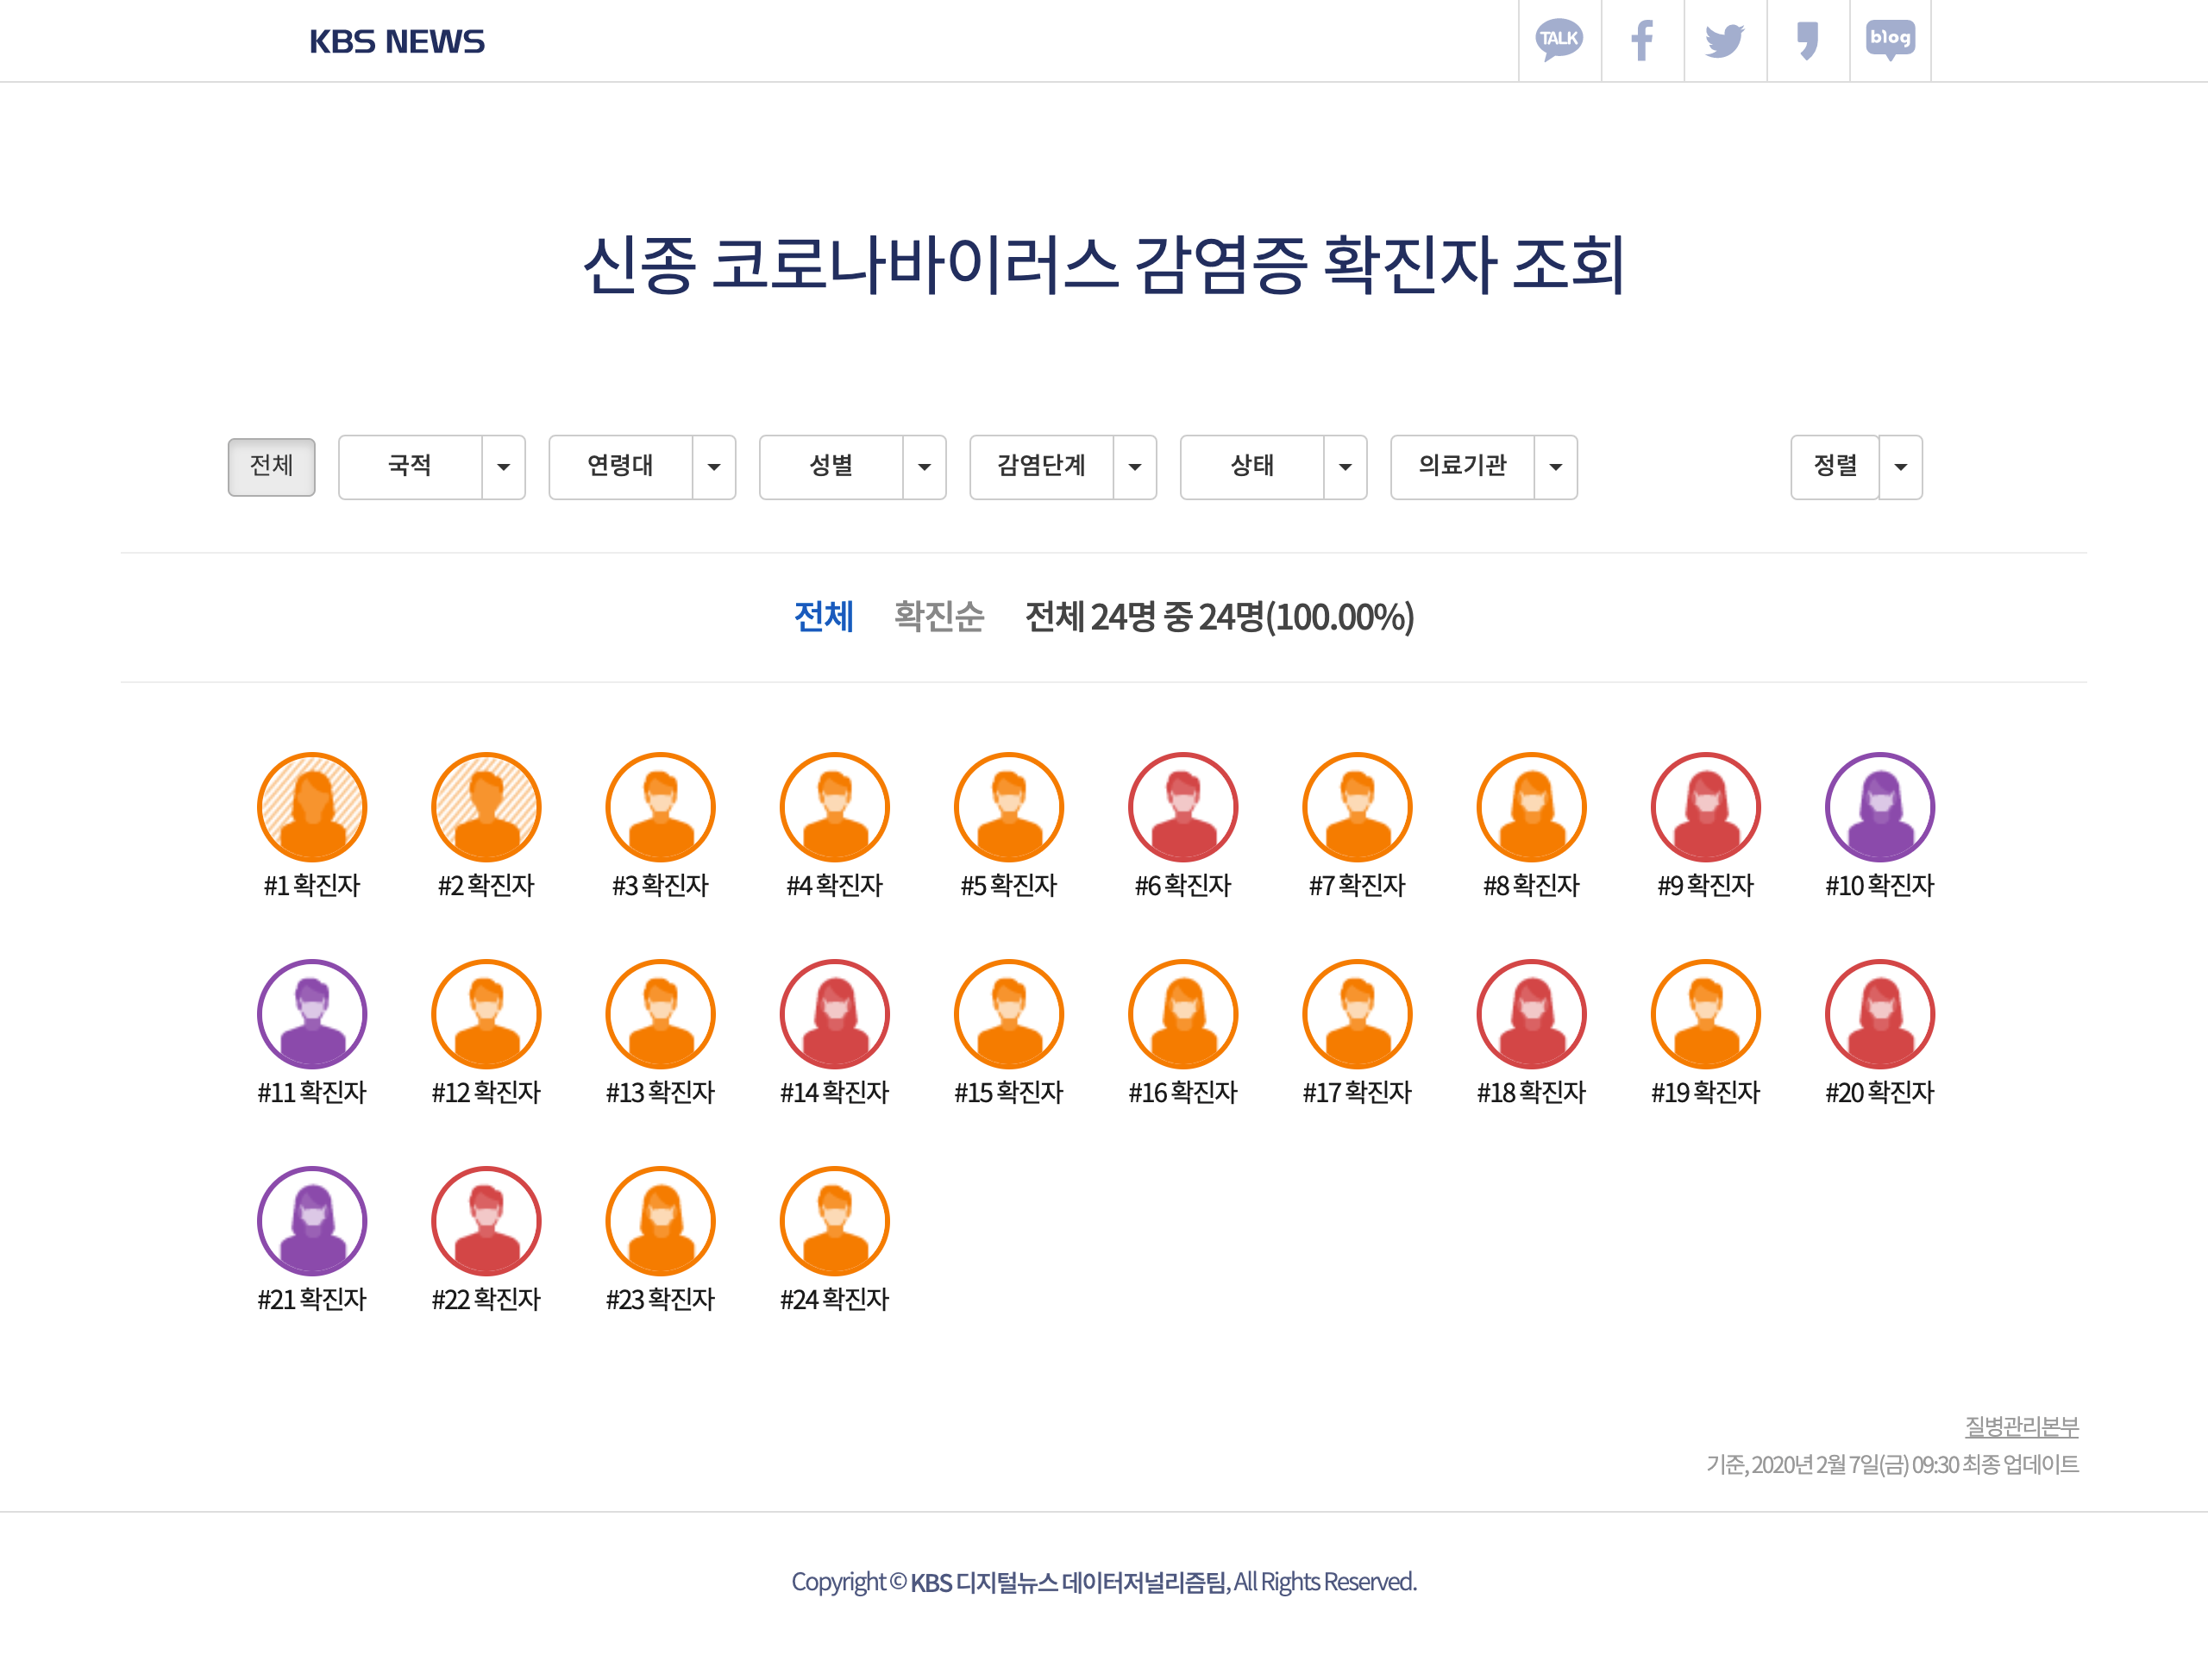 KBS NEWS
TALK
blog
신종 코로나바이러스 감염증 확진자 조회
전체 국적 연령대 성별 감염단계 상태 의료기관 정렬
전체 확진순 전체 24명 중 24명(100.00%)
#1 확진자 #2 확진자 #3 확진자 #4 확진자 #5 확진자 #6 확진자 #7 확진자 #8 확진자 #9 확진자 #10 확진자
#11 확진자 #12 확진자 #13 확진자 #14 확진자 #15 확진자 #16 확진자 #17 확진자 #18 확진자 #19 확진자 #20 확진자
#21 확진자 #22 확진자 #23 확진자 #24 확진자
질병관리본부
기준, 2020년 2월 7일(금) 09:30 최종 업데이트
Copyright © KBS 디지털뉴스 데이터저널리즘팀, All Rights Reserved.